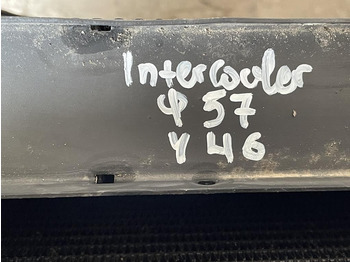 Intercooler
φ 57
Y 46